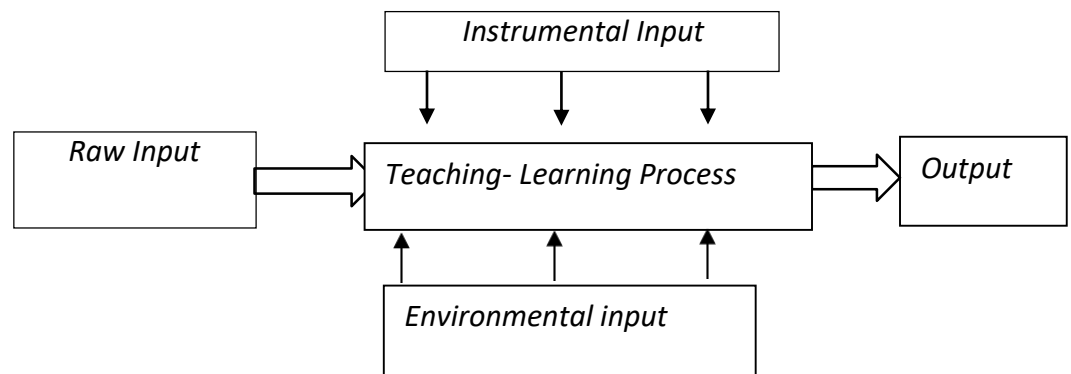 Instrumental Input
Raw Input
Teaching- Learning Process
Output
Environmental input